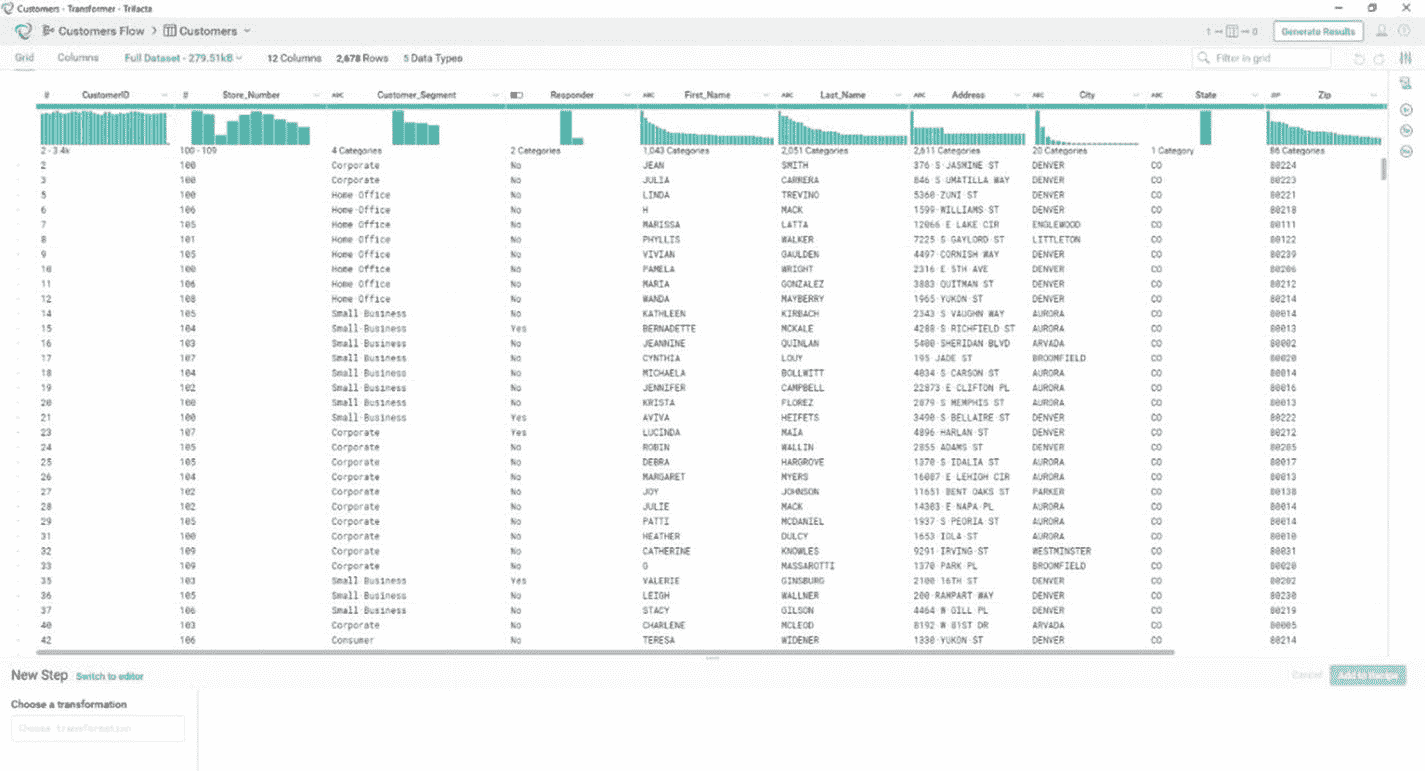 Customers - Transformer - Trifacta
Customers Flow > Customers 1 0 Generate Results
Grid Columns Full Dataset - 279.51kB 12 Columns 2,678 Rows 5 Data Types Filter in grid
# CustomerID # Store_Number ABC Customer_Segment Responder ABC First_Name ABC Last_Name ABC Address ABC City ABC State ZIP Zip
2 - 3.4k 100 - 109 4 Categories 2 Categories 1,043 Categories 2,051 Categories 2,611 Categories 20 Categories 1 Category 86 Categories
2 100 Corporate No JEAN SMITH 376·S·JASMINE·ST DENVER CO 80224
3 100 Corporate No JULIA CARRERA 846·S·UMATILLA·WAY DENVER CO 80223
5 100 Home·Office No LINDA TREVINO 5360·ZUNI·ST DENVER CO 80221
6 106 Home·Office No H MACK 1599·WILLIAMS·ST DENVER CO 80218
7 105 Home·Office No MARISSA LATTA 12066·E·LAKE·CIR ENGLEWOOD CO 80111
8 101 Home·Office No PHYLLIS WALKER 7225·S·GAYLORD·ST LITTLETON CO 80122
9 105 Home·Office No VIVIAN GAULDEN 4497·CORNISH·WAY DENVER CO 80239
10 100 Home·Office No PAMELA WRIGHT 2316·E·5TH·AVE DENVER CO 80206
11 106 Home·Office No MARIA GONZALEZ 3883·QUITMAN·ST DENVER CO 80212
12 108 Home·Office No WANDA MAYBERRY 1965·YUKON·ST DENVER CO 80214
14 105 Small·Business No KATHLEEN KIRBACH 2343·S·VAUGHN·WAY AURORA CO 80014
15 104 Small·Business Yes BERNADETTE MCKALE 4288·S·RICHFIELD·ST AURORA CO 80013
16 103 Small·Business No JEANNINE QUINLAN 5400·SHERIDAN·BLVD ARVADA CO 80002
17 107 Small·Business No CYNTHIA LOUY 195·JADE·ST BROOMFIELD CO 80020
18 104 Small·Business No MICHAELA BOLLWITT 4034·S·CARSON·ST AURORA CO 80014
19 102 Small·Business No JENNIFER CAMPBELL 22873·E·CLIFTON·PL AURORA CO 80016
20 100 Small·Business No KRISTA FLOREZ 2079·S·MEMPHIS·ST AURORA CO 80013
21 100 Small·Business Yes AVIVA HEIFETS 3490·S·BELLAIRE·ST DENVER CO 80222
23 107 Corporate Yes LUCINDA MAIA 4896·HARLAN·ST DENVER CO 80212
24 105 Corporate No ROBIN WALLIN 2855·ADAMS·ST DENVER CO 80205
25 105 Corporate No DEBRA HARGROVE 1370·S·IDALIA·ST AURORA CO 80017
26 104 Corporate No MARGARET MYERS 16087·E·LEHIGH·CIR AURORA CO 80013
27 102 Corporate No JOY JOHNSON 11651·BENT·OAKS·ST PARKER CO 80138
28 102 Corporate No JULIE MACK 14303·E·NAPA·PL AURORA CO 80014
29 105 Corporate No PATTI MCDANIEL 1937·S·PEORIA·ST AURORA CO 80014
31 100 Corporate No HEATHER DULCY 1653·IOLA·ST AURORA CO 80010
32 109 Corporate No CATHERINE KNOWLES 9291·IRVING·ST WESTMINSTER CO 80031
33 109 Corporate No G MASSAROTTI 1370·PARK·PL BROOMFIELD CO 80020
35 103 Small·Business Yes VALERIE GINSBURG 2100·16TH·ST DENVER CO 80202
36 105 Small·Business No LEIGH WALLNER 200·RAMPART·WAY DENVER CO 80230
37 106 Small·Business No STACY GILSON 4464·W·GILL·PL DENVER CO 80219
40 103 Corporate No CHARLENE MCLEOD 8192·W·81ST·DR ARVADA CO 80005
42 106 Consumer No TERESA WIDENER 1330·YUKON·ST DENVER CO 80214
New Step Switch to editor Cancel Add to Recipe
Choose a transformation
Choose transformation